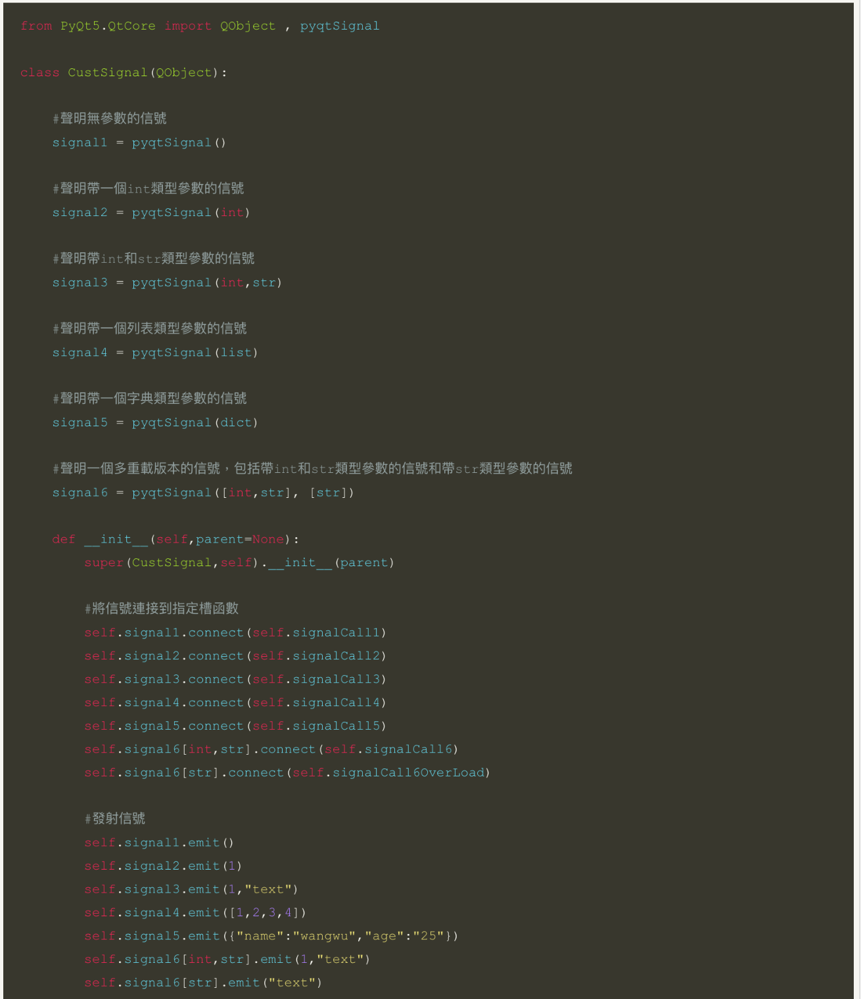 from PyQt5.QtCore import QObject , pyqtSignal
class CustSignal(QObject):
#聲明無參數的信號
signal1 = pyqtSignal()
#聲明帶一個int類型參數的信號
signal2 = pyqtSignal(int)
#聲明帶int和str類型參數的信號
signal3 = pyqtSignal(int,str)
#聲明帶一個列表類型參數的信號
signal4 = pyqtSignal(list)
#聲明帶一個字典類型參數的信號
signal5 = pyqtSignal(dict)
#聲明一個多重載版本的信號，包括帶int和str類型參數的信號和帶str類型參數的信號
signal6 = pyqtSignal([int,str], [str])
def __init__(self,parent=None):
super(CustSignal,self).__init__(parent)
#將信號連接到指定槽函數
self.signal1.connect(self.signalCall1)
self.signal2.connect(self.signalCall2)
self.signal3.connect(self.signalCall3)
self.signal4.connect(self.signalCall4)
self.signal5.connect(self.signalCall5)
self.signal6[int,str].connect(self.signalCall6)
self.signal6[str].connect(self.signalCall6OverLoad)
#發射信號
self.signal1.emit()
self.signal2.emit(1)
self.signal3.emit(1,"text")
self.signal4.emit([1,2,3,4])
self.signal5.emit({"name":"wangwu","age":"25"})
self.signal6[int,str].emit(1,"text")
self.signal6[str].emit("text")